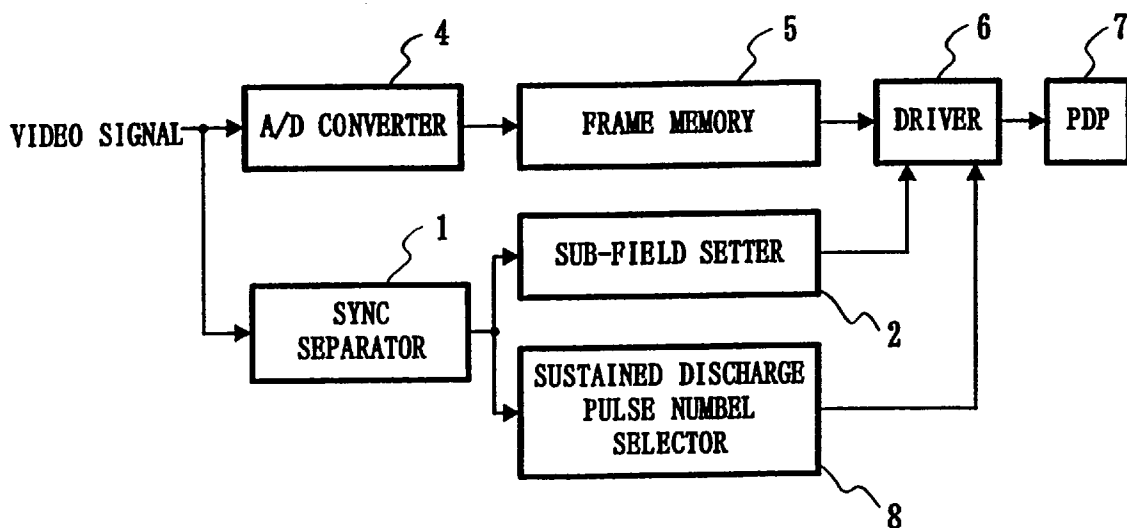 4
5
6
7
VIDEO SIGNAL
A/D CONVERTER
FRAME MEMORY
DRIVER
PDP
1
SUB-FIELD SETTER
2
SYNC
SEPARATOR
SUSTAINED DISCHARGE
PULSE NUMBEL
SELECTOR
8